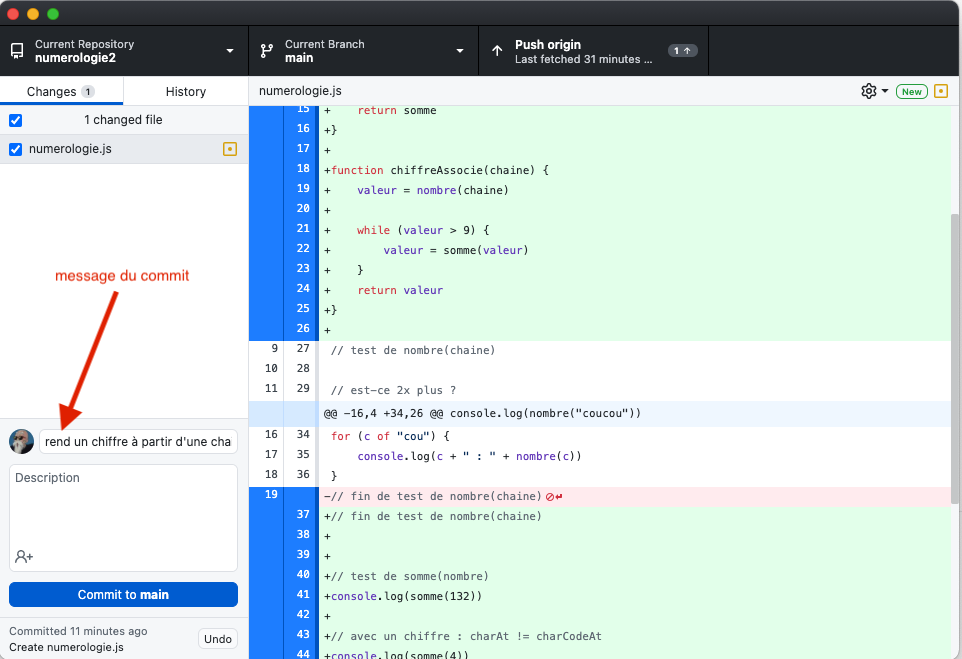 Current Repository
numerologie2
Current Branch
main
Push origin
Last fetched 31 minutes ...
1
Changes 1
History
numerologie.js
New
1 changed file
numerologie.js
message du commit
rend un chiffre à partir d'une cha
Description
Commit to main
Committed 11 minutes ago
Create numerologie.js
Undo
15 + return somme
16 +}
17 +
18 +function chiffreAssocie(chaine) {
19 + valeur = nombre(chaine)
20 +
21 + while (valeur > 9) {
22 + valeur = somme(valeur)
23 + }
24 + return valeur
25 +}
26 +
9 27 // test de nombre(chaine)
10 28
11 29 // est-ce 2x plus ?
@@ -16,4 +34,26 @@ console.log(nombre("coucou"))
16 34 for (c of "cou") {
17 35 console.log(c + " : " + nombre(c))
18 36 }
19 -// fin de test de nombre(chaine)
37 +// fin de test de nombre(chaine)
38 +
39 +
40 +// test de somme(nombre)
41 +console.log(somme(132))
42 +
43 +// avec un chiffre : charAt != charCodeAt
44 +console.log(somme(4))